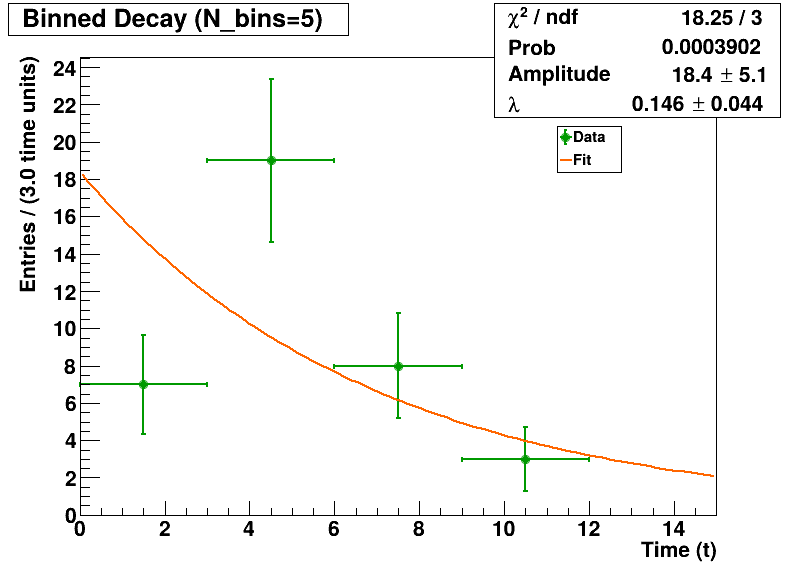 Binned Decay (N_bins=5)
χ² / ndf 18.25 / 3
Prob 0.0003902
Amplitude 18.4 ± 5.1
λ 0.146 ± 0.044
Data
Fit
Entries / (3.0 time units)
24
22
20
18
16
14
12
10
8
6
4
2
0
0 2 4 6 8 10 12 14
Time (t)